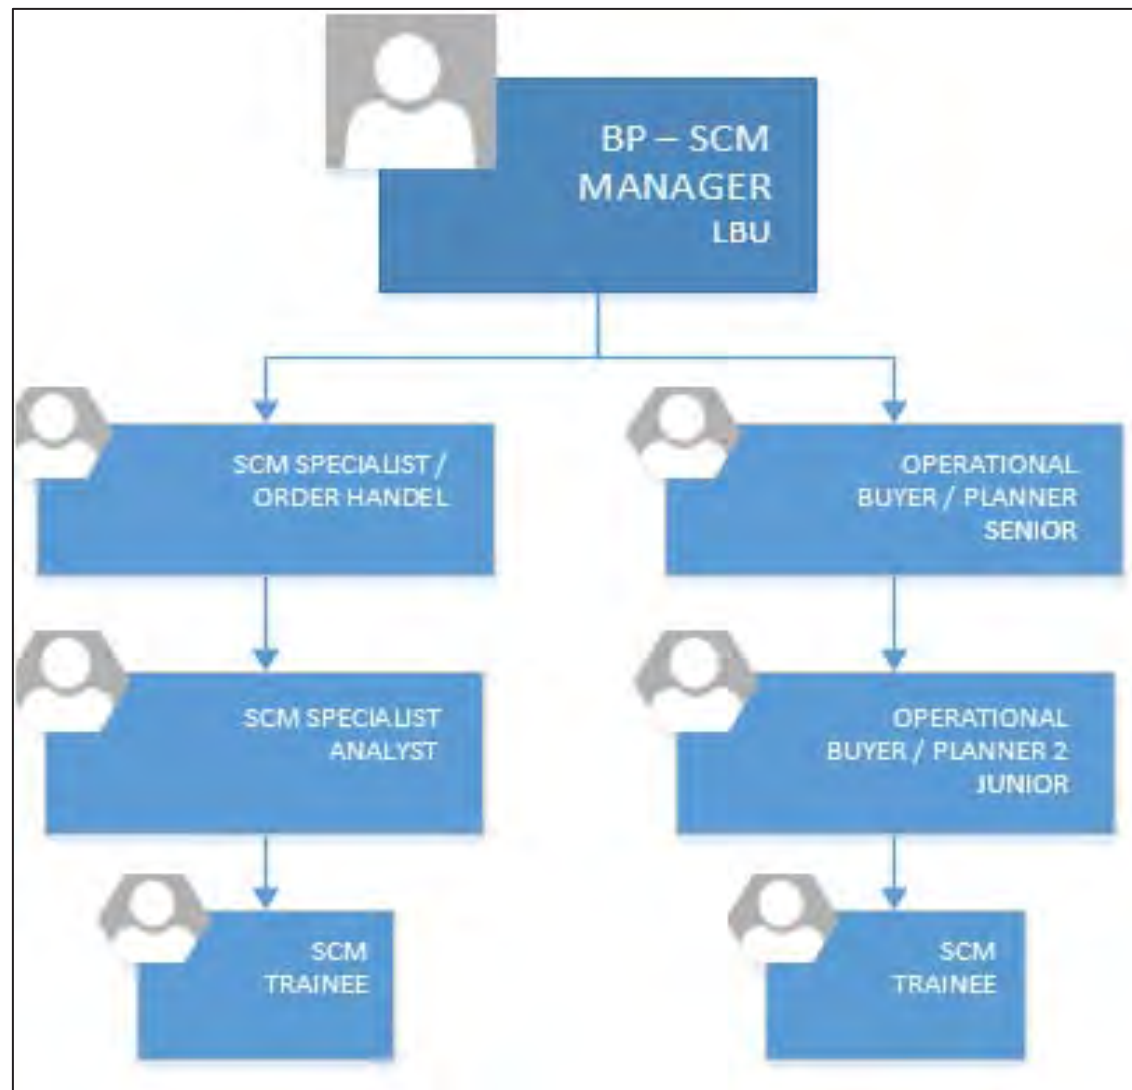 BP – SCM
MANAGER
LBU
SCM SPECIALIST /
ORDER HANDEL
OPERATIONAL
BUYER / PLANNER
SENIOR
SCM SPECIALIST
ANALYST
OPERATIONAL
BUYER / PLANNER 2
JUNIOR
SCM
TRAINEE
SCM
TRAINEE